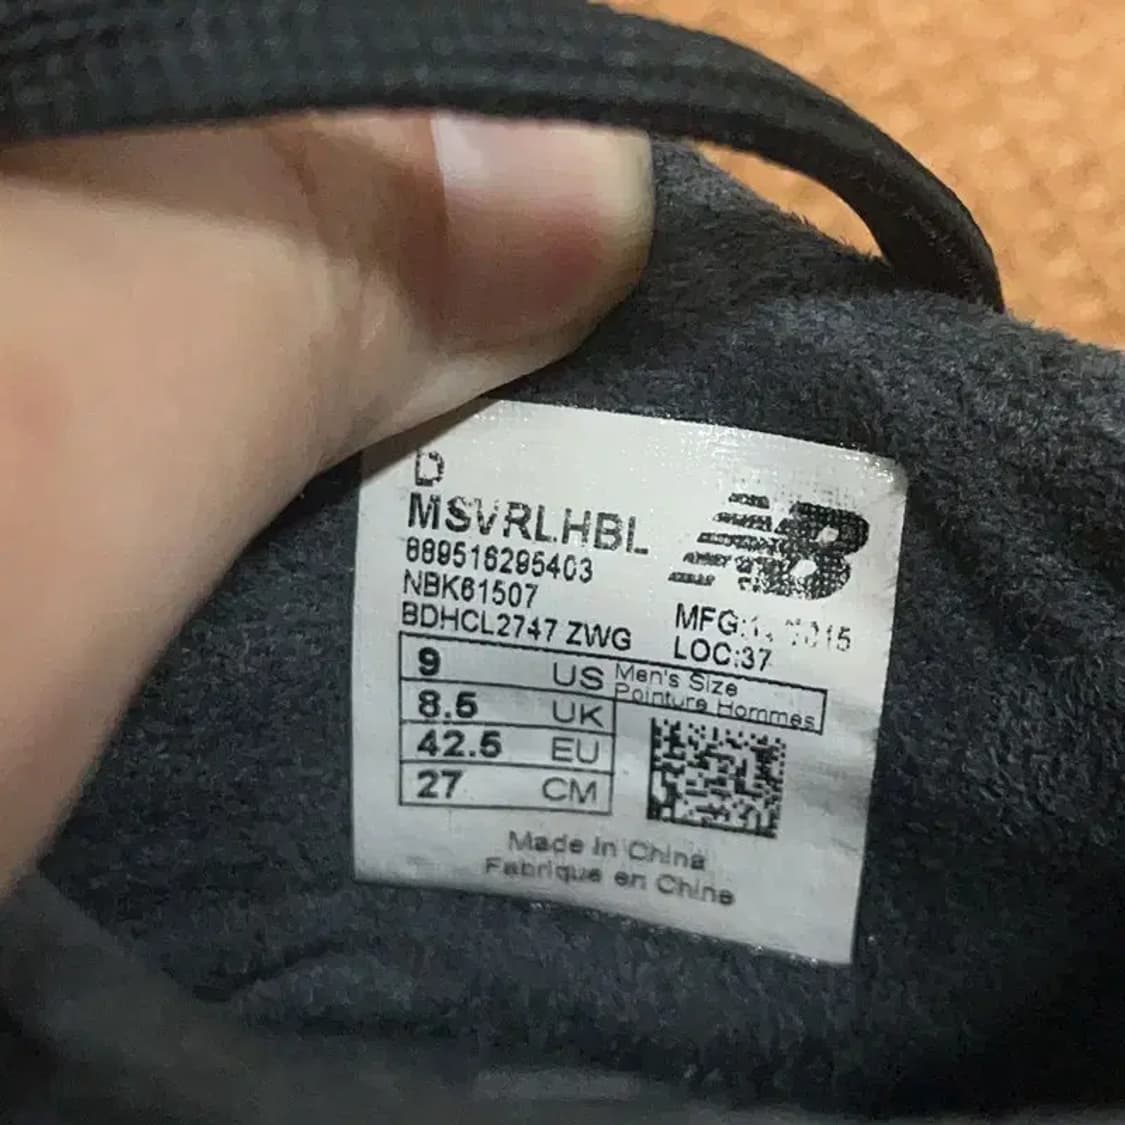 D
MSVRLHBL
NB
889516295403
NBK61507
BDHCL2747 ZWG
LOC:37
9 US
Men's Size
Pointure Hommes
8.5 UK
42.5 EU
27 CM
Made in China
Fabrique en Chine